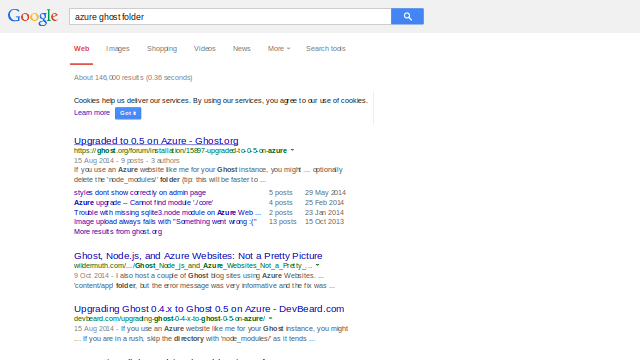 Google azure ghost folder
Web Images Shopping Videos News More Search tools
About 146,000 results (0.36 seconds)
Cookies help us deliver our services. By using our services, you agree to our use of cookies.
Learn more Got it
Upgraded to 0.5 on Azure - Ghost.org
https://ghost.org/forum/installation/15897-upgraded-to-0-5-on-azure
15 Aug 2014 - 9 posts - 3 authors
If you use an Azure website like me for your Ghost instance, you might ... optionally
delete the 'node_modules/' folder (tip: this will be faster to ...
styles dont show correctly on admin page 5 posts 29 May 2014
Azure upgrade -- Cannot find module './core' 4 posts 25 Feb 2014
Trouble with missing sqlite3.node module on Azure Web ... 2 posts 23 Jan 2014
Image upload always fails with "Something went wrong :(" 13 posts 15 Oct 2013
More results from ghost.org
Ghost, Node.js, and Azure Websites: Not a Pretty Picture
wildermuth.com/.../Ghost_Node_js_and_Azure_Websites_Not_a_Pretty_...
9 Oct 2014 - I also host a couple of Ghost blog sites using Azure Websites. ...
'content/app folder, but the error message was very informative and the fix was ...
Upgrading Ghost 0.4.x to Ghost 0.5 on Azure - DevBeard.com
devbeard.com/upgrading-ghost-0-4-x-to-ghost-0-5-on-azure/
15 Aug 2014 - If you use an Azure website like me for your Ghost instance, you might
... If you are in a rush, skip the directory with 'node_modules/' as it tends ...